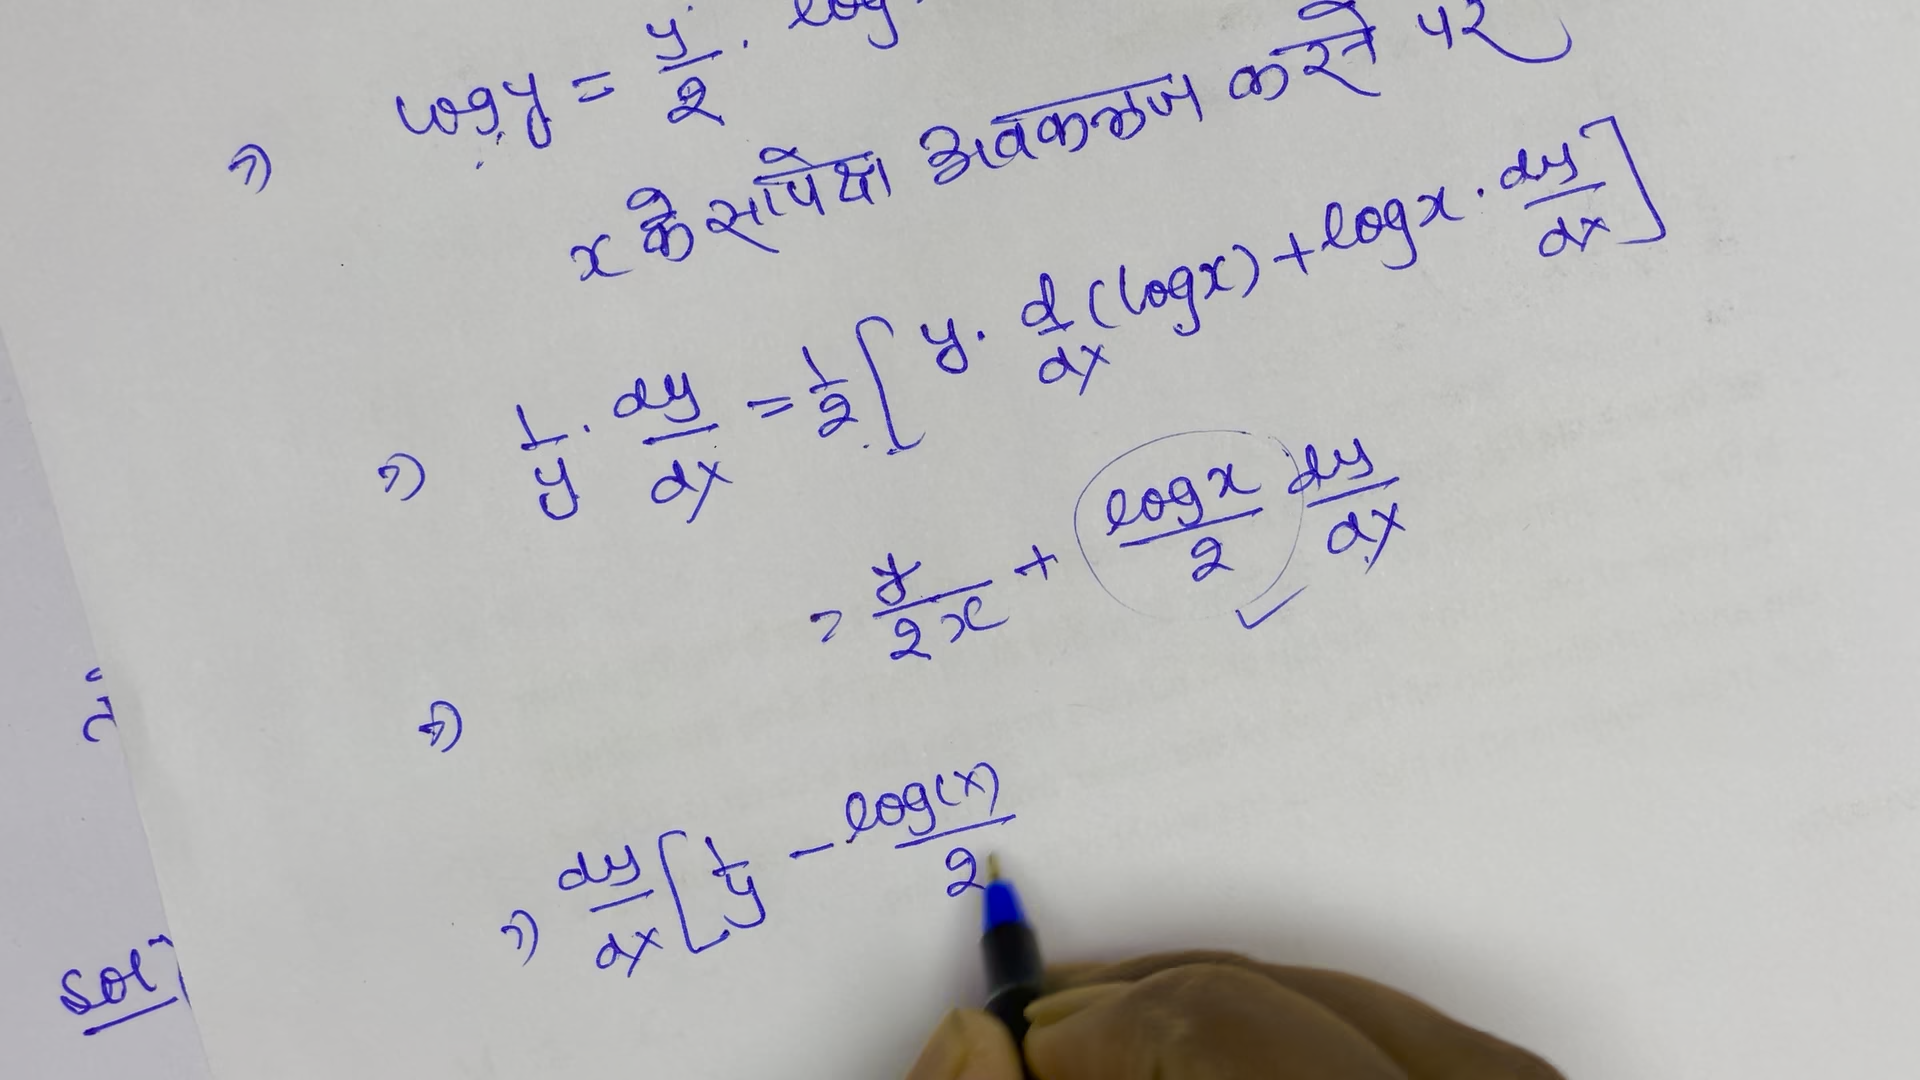 ⇒ log y = y/2 . log
x के सापेक्ष अवकलन करने पर
⇒ 1/y . dy/dx = 1/2 [ y . d/dx (log x) + log x . dy/dx ]
= y/2x + log x/2 dy/dx
⇒
⇒ dy/dx [ 1/y - log(x)/2
Sol